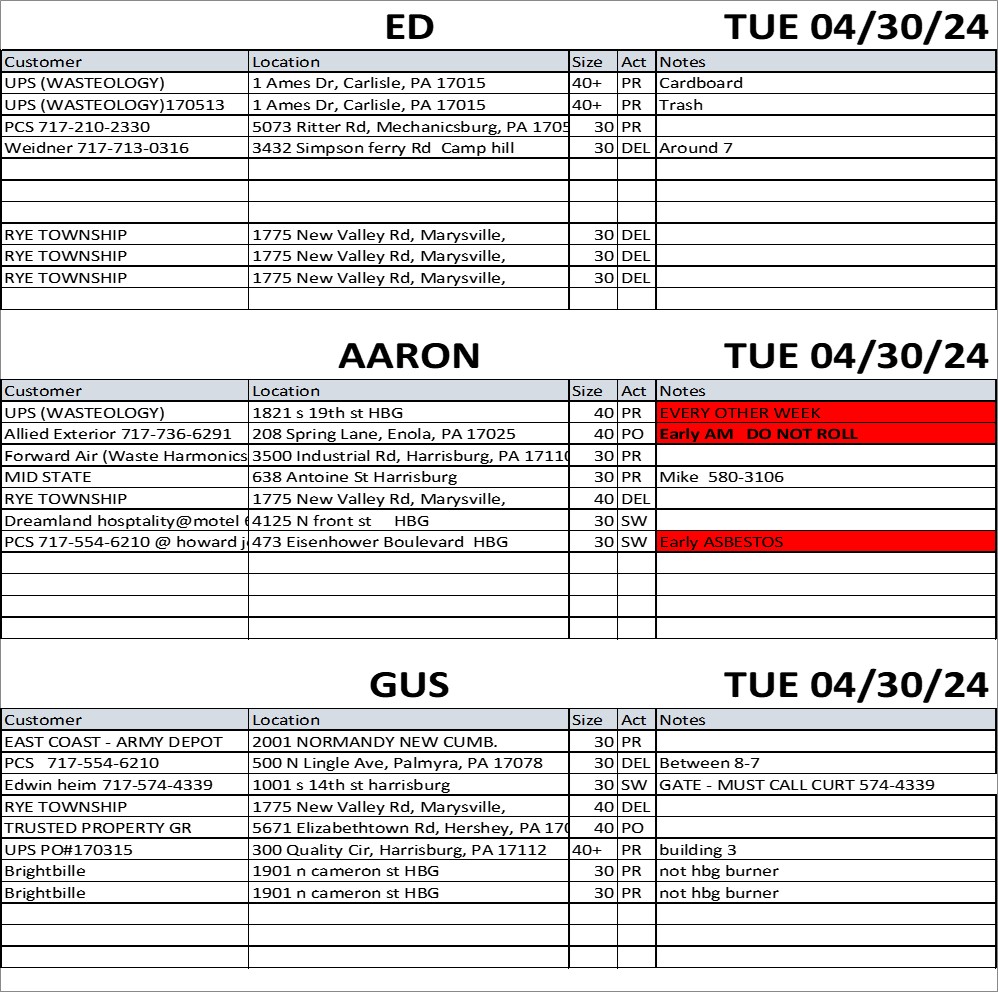 ED TUE 04/30/24
Customer Location Size Act Notes
UPS (WASTEOLOGY) 1 Ames Dr, Carlisle, PA 17015 40+ PR Cardboard
UPS (WASTEOLOGY)170513 1 Ames Dr, Carlisle, PA 17015 40+ PR Trash
PCS 717-210-2330 5073 Ritter Rd, Mechanicsburg, PA 1705 30 PR
Weidner 717-713-0316 3432 Simpson ferry Rd Camp hill 30 DEL Around 7
RYE TOWNSHIP 1775 New Valley Rd, Marysville, 30 DEL
RYE TOWNSHIP 1775 New Valley Rd, Marysville, 30 DEL
RYE TOWNSHIP 1775 New Valley Rd, Marysville, 30 DEL
AARON TUE 04/30/24
Customer Location Size Act Notes
UPS (WASTEOLOGY) 1821 s 19th st HBG 40 PR EVERY OTHER WEEK
Allied Exterior 717-736-6291 208 Spring Lane, Enola, PA 17025 40 PO Early AM DO NOT ROLL
Forward Air (Waste Harmonics 3500 Industrial Rd, Harrisburg, PA 17110 30 PR
MID STATE 638 Antoine St Harrisburg 30 PR Mike 580-3106
RYE TOWNSHIP 1775 New Valley Rd, Marysville, 40 DEL
Dreamland hosptality@motel 6 4125 N front st HBG 30 SW
PCS 717-554-6210 @ howard j 473 Eisenhower Boulevard HBG 30 SW Early ASBESTOS
GUS TUE 04/30/24
Customer Location Size Act Notes
EAST COAST - ARMY DEPOT 2001 NORMANDY NEW CUMB. 30 PR
PCS 717-554-6210 500 N Lingle Ave, Palmyra, PA 17078 30 DEL Between 8-7
Edwin heim 717-574-4339 1001 s 14th st harrisburg 30 SW GATE - MUST CALL CURT 574-4339
RYE TOWNSHIP 1775 New Valley Rd, Marysville, 40 DEL
TRUSTED PROPERTY GR 5671 Elizabethtown Rd, Hershey, PA 170 40 PO
UPS PO#170315 300 Quality Cir, Harrisburg, PA 17112 40+ PR building 3
Brightbille 1901 n cameron st HBG 30 PR not hbg burner
Brightbille 1901 n cameron st HBG 30 PR not hbg burner